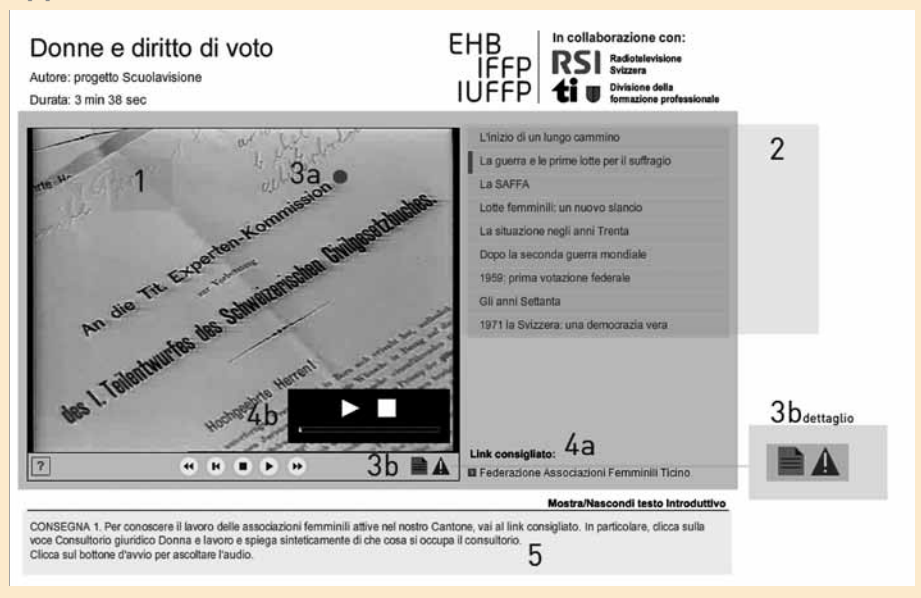 Donne e diritto di voto
Autore: progetto Scuolavisione
Durata: 3 min 38 sec
EHB
IFFP
IUFFP
In collaborazione con:
RSI Radiotelevisione
Svizzera
ti Divisione della
formazione professionale
1
3a
An die Tit. Experten-Kommission
zur Vorberatung
des I. Teilentwurfes des Schweizerischen Civilgesetzbuches.
Hochgeehrte Herren!
4b
?
3b
L'inizio di un lungo cammino
La guerra e le prime lotte per il suffragio
La SAFFA
Lotte femminili: un nuovo slancio
La situazione negli anni Trenta
Dopo la seconda guerra mondiale
1959: prima votazione federale
Gli anni Settanta
1971 la Svizzera: una democrazia vera
2
Link consigliato: 4a
Federazione Associazioni Femminili Ticino.
3b dettaglio
Mostra/Nascondi testo Introduttivo
CONSEGNA 1. Per conoscere il lavoro delle associazioni femminili attive nel nostro Cantone, vai al link consigliato. In particolare, clicca sulla
voce Consultorio giuridico Donna e lavoro e spiega sinteticamente di che cosa si occupa il consultorio.
Clicca sul bottone d'avvio per ascoltare l'audio.
5